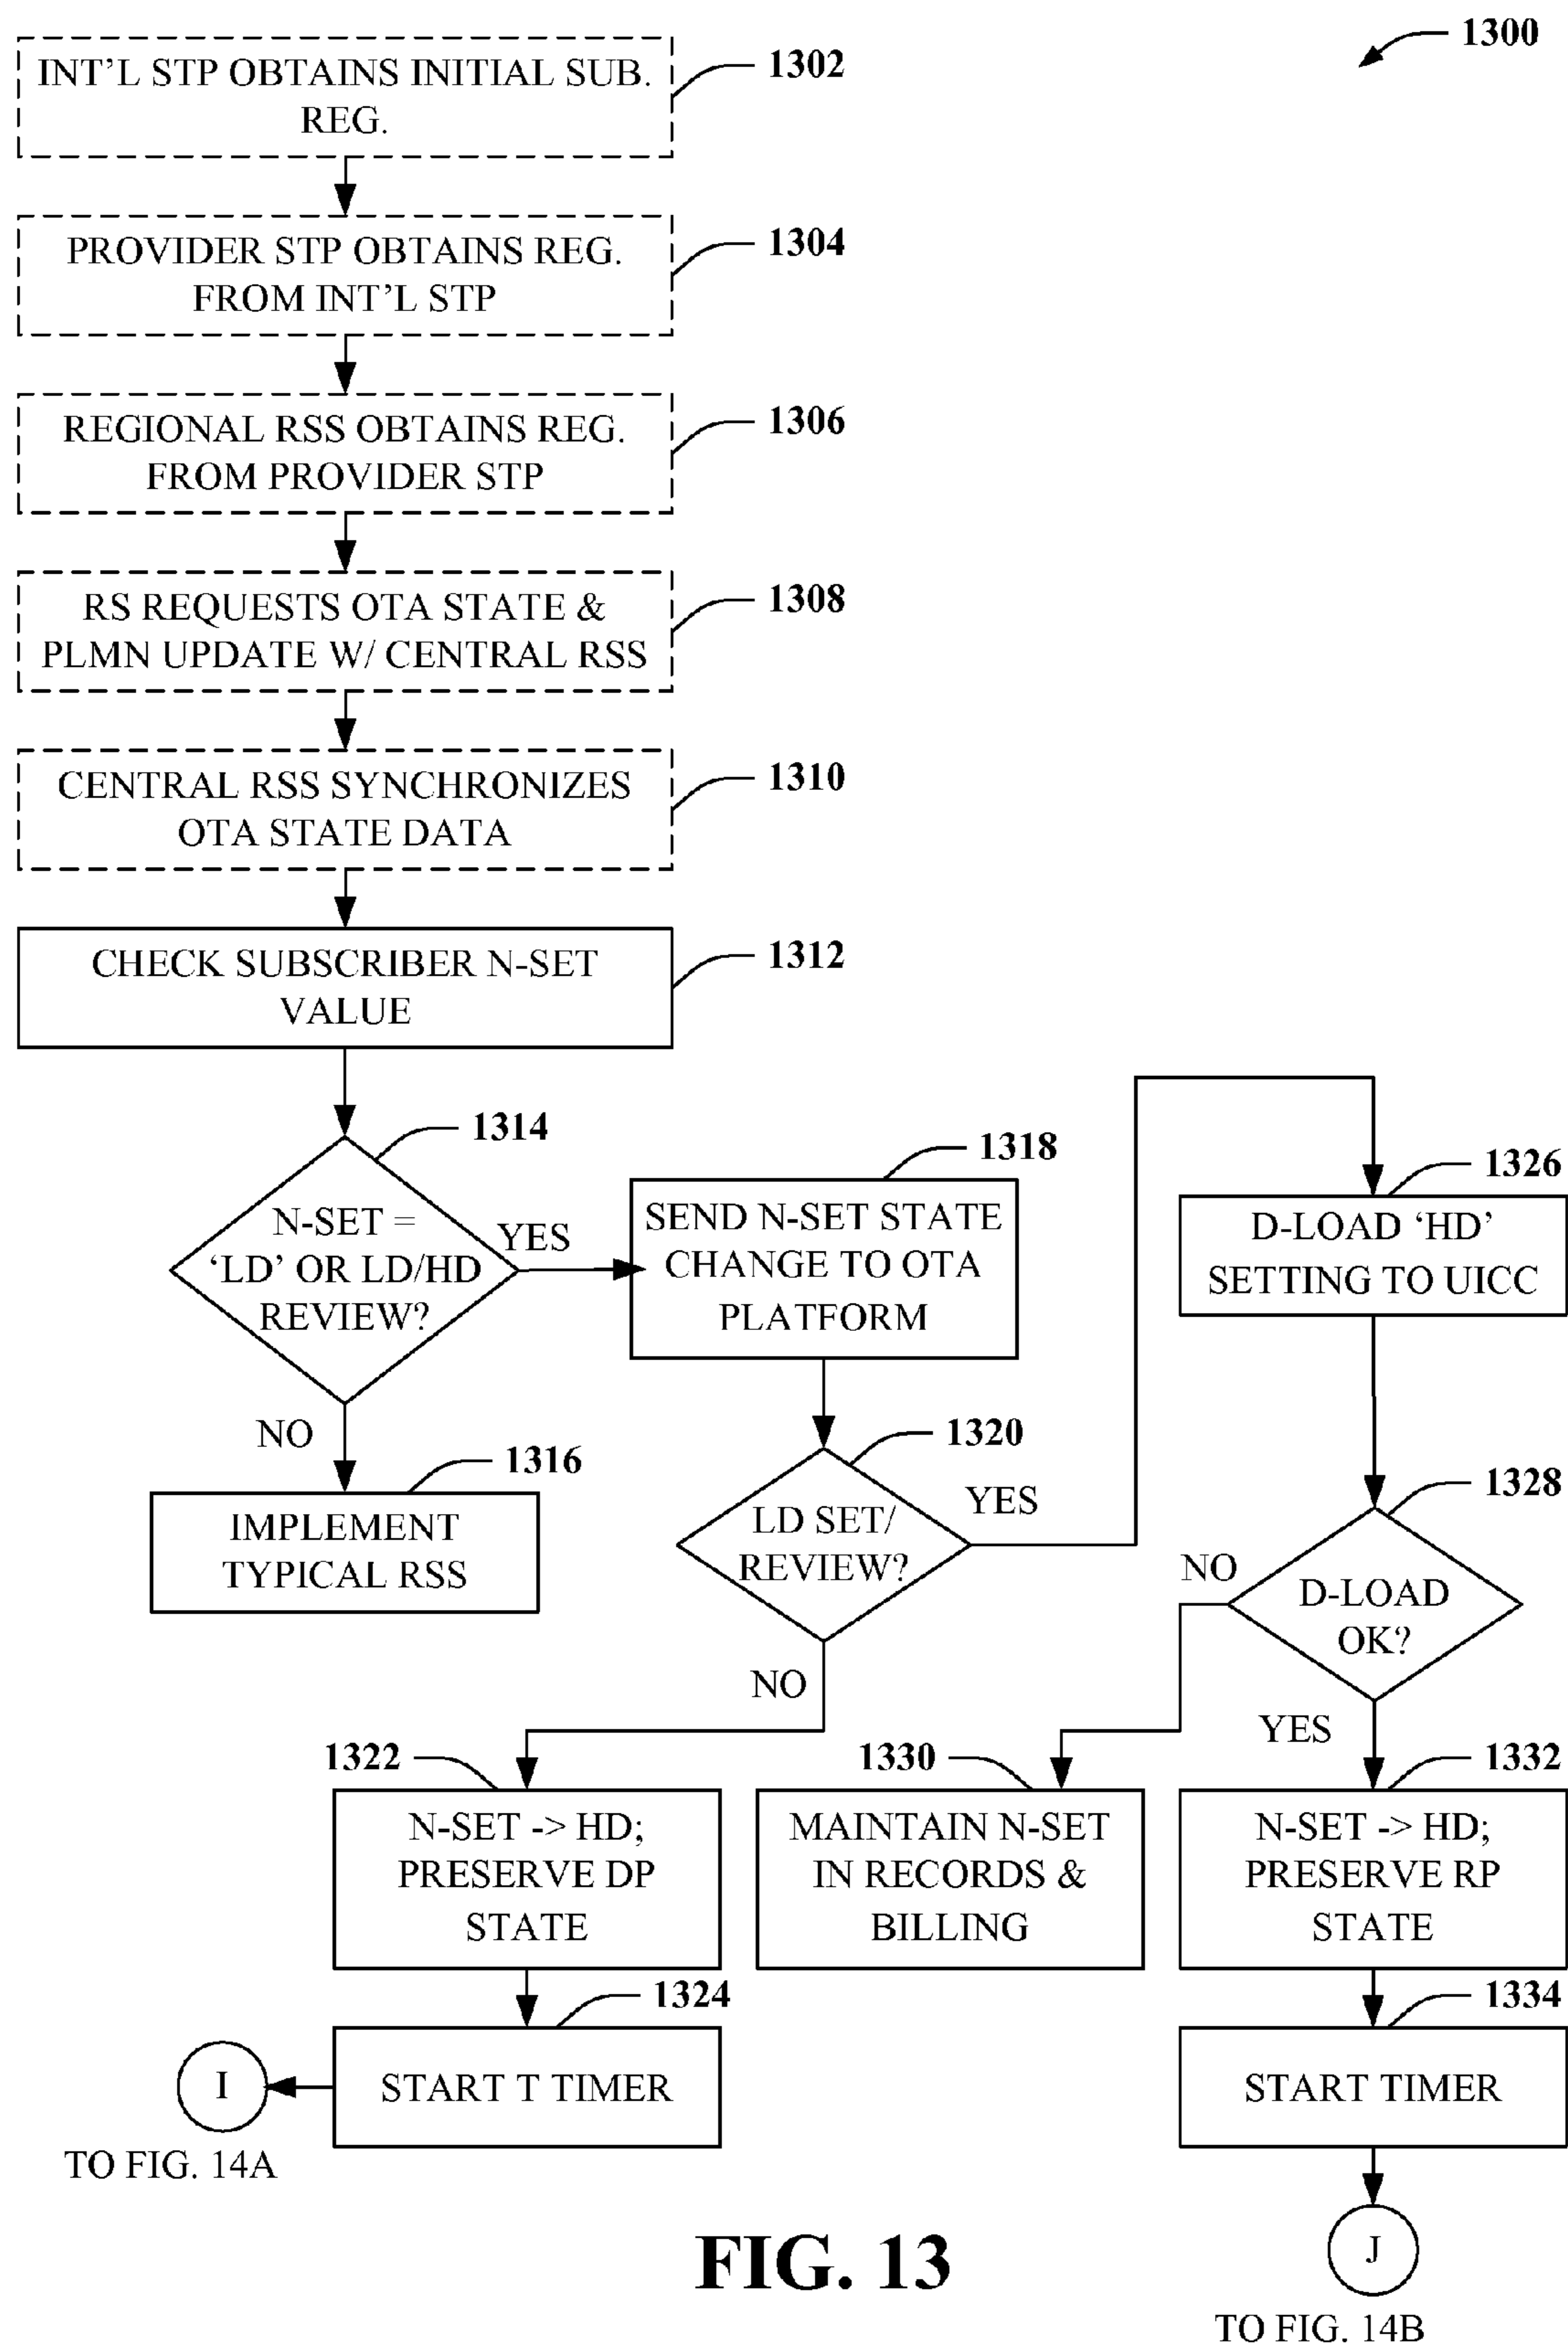 1300
INT'L STP OBTAINS INITIAL SUB.
REG.
1302
PROVIDER STP OBTAINS REG.
FROM INT'L STP
1304
REGIONAL RSS OBTAINS REG.
FROM PROVIDER STP
1306
RS REQUESTS OTA STATE &
PLMN UPDATE W/ CENTRAL RSS
1308
CENTRAL RSS SYNCHRONIZES
OTA STATE DATA
1310
CHECK SUBSCRIBER N-SET
VALUE
1312
1314
N-SET =
‘LD’ OR LD/HD
REVIEW?
YES
NO
1316
IMPLEMENT
TYPICAL RSS
1318
SEND N-SET STATE
CHANGE TO OTA
PLATFORM
1320
LD SET/
REVIEW?
YES
NO
1326
D-LOAD ‘HD’
SETTING TO UICC
1328
D-LOAD
OK?
NO
YES
1322
N-SET -> HD;
PRESERVE DP
STATE
1330
MAINTAIN N-SET
IN RECORDS &
BILLING
1332
N-SET -> HD;
PRESERVE RP
STATE
1324
START T TIMER
I
TO FIG. 14A
1334
START TIMER
J
TO FIG. 14B
FIG. 13